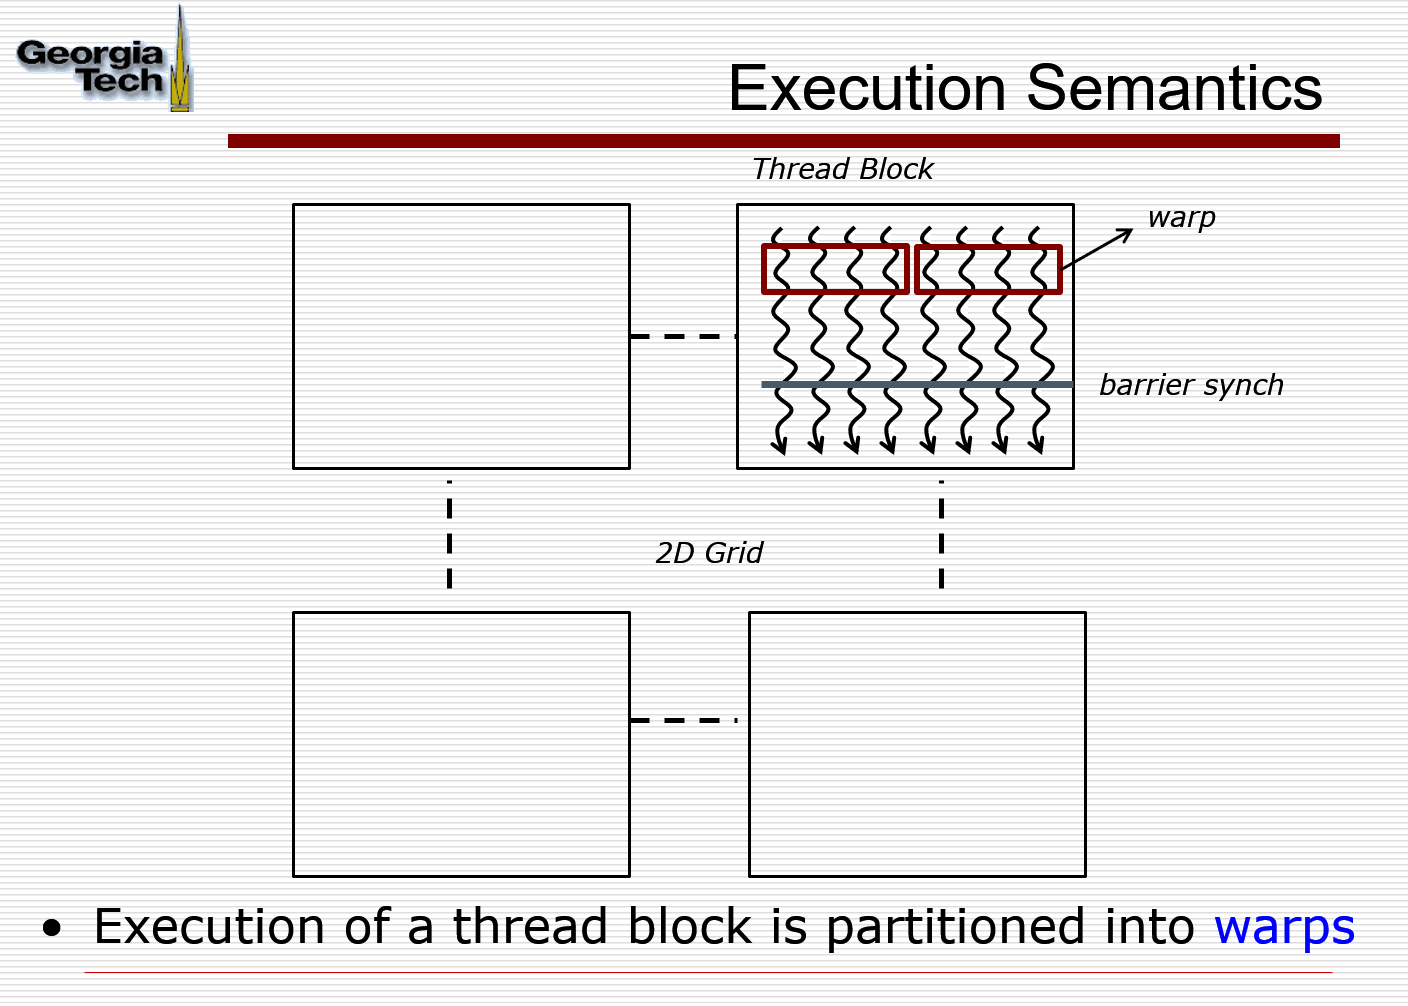 Georgia
Tech
Execution Semantics
Thread Block
warp
barrier synch
2D Grid
• Execution of a thread block is partitioned into warps